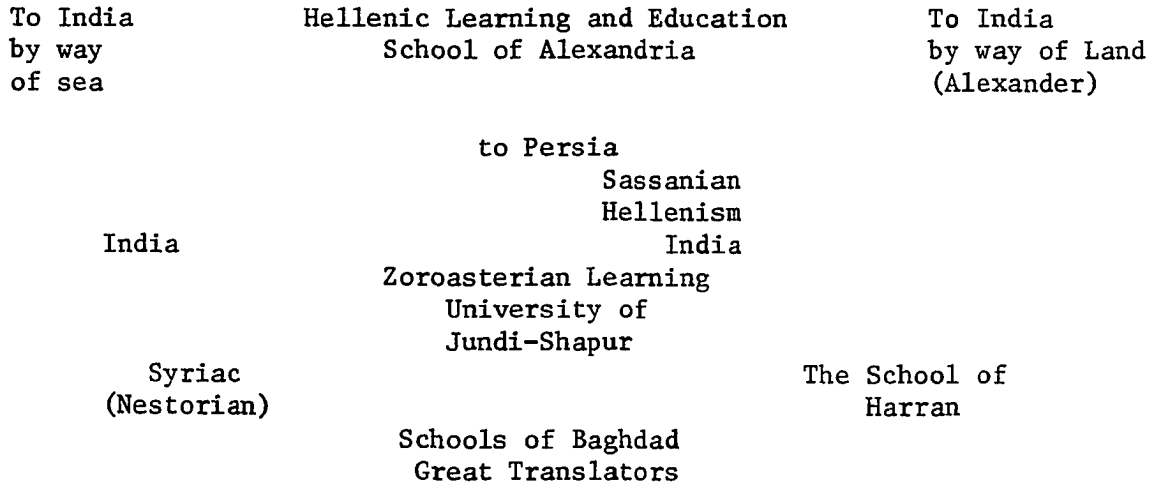 To India Hellenic Learning and Education To India
by way School of Alexandria by way of Land
of sea (Alexander)
to Persia
Sassanian
Hellenism
India India
Zoroasterian Learning
University of
Jundi-Shapur
Syriac The School of
(Nestorian) Harran
Schools of Baghdad
Great Translators